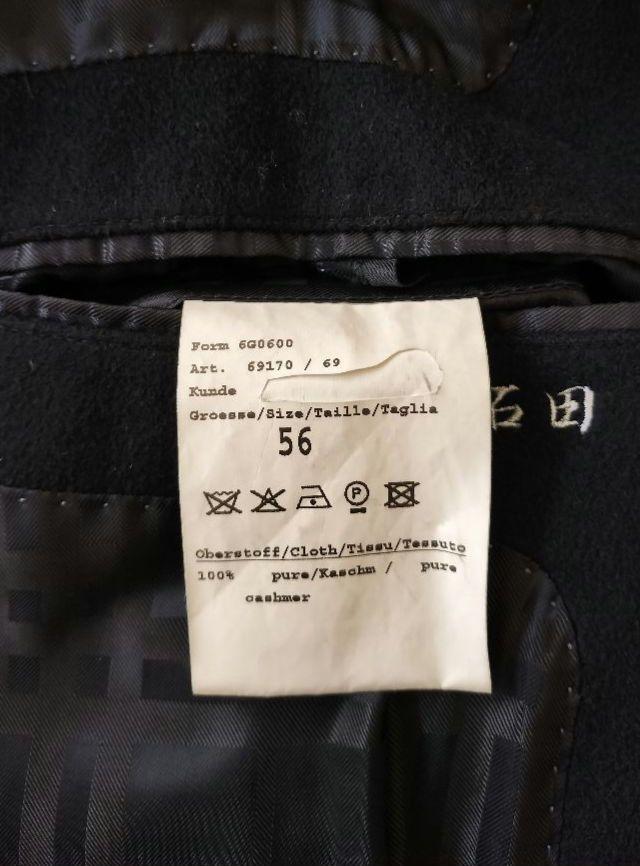 Form 6G0600
Art. 69170 / 69
Kunde
Groesse/Size/Taille/Taglia
56
P
Oberstoff/Cloth/Tissu/Tessuto
100% pure/Kaschm / pure
cashmer
石田